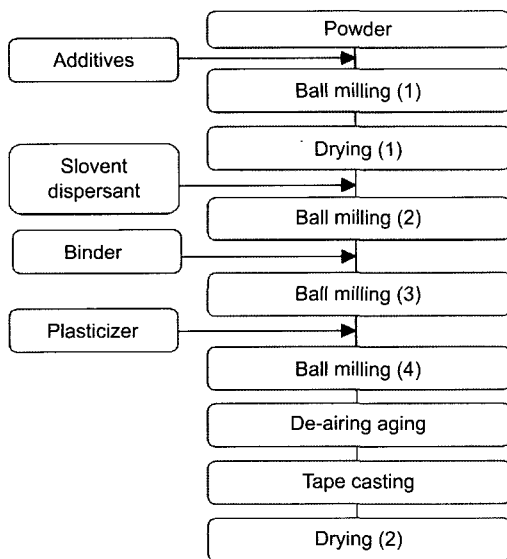 Powder
Additives
Ball milling (1)
Drying (1)
Slovent
dispersant
Ball milling (2)
Binder
Ball milling (3)
Plasticizer
Ball milling (4)
De-airing aging
Tape casting
Drying (2)